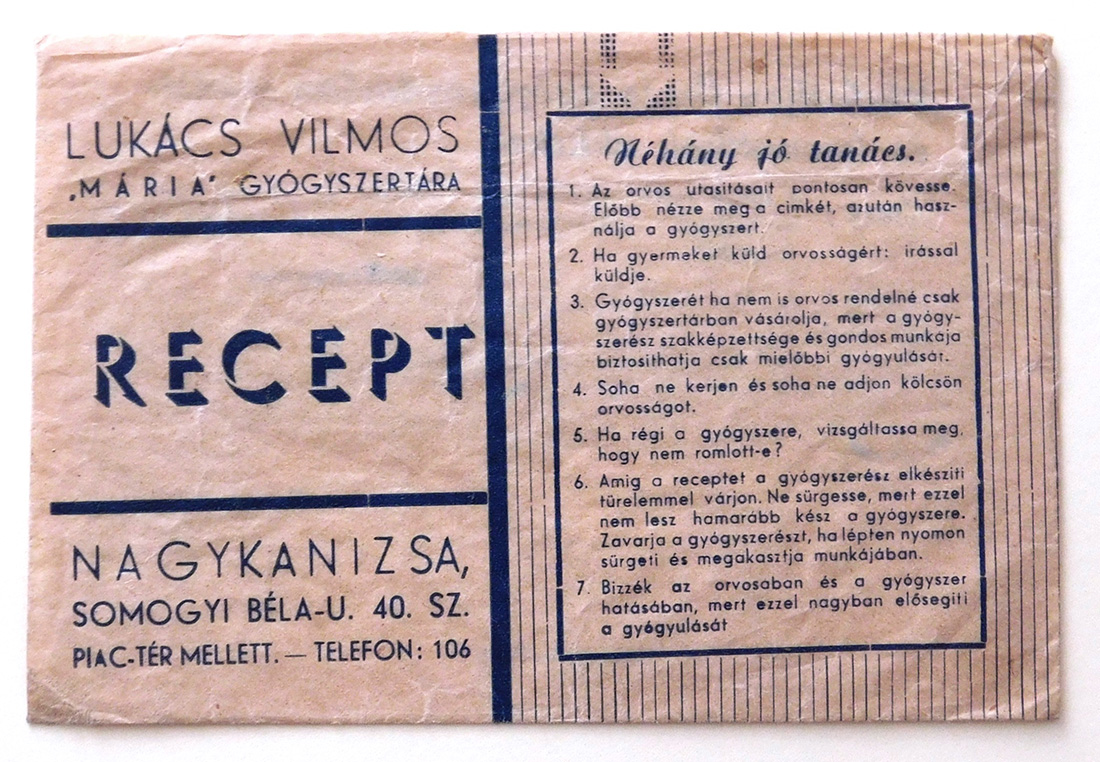 LUKÁCS VILMOS
„MÁRIA" GYÓGYSZERTÁRA
RECEPT
NAGYKANIZSA,
SOMOGYI BÉLA-U. 40. SZ.
PIAC-TÉR MELLETT. — TELEFON: 106
Néhány jó tanács.
1. Az orvos utasitásait pontosan kövesse.
Előbb nézze meg a cimkét, azután hasz-
nálja a gyógyszert.
2. Ha gyermeket küld orvosságért: irással
küldje.
3. Gyógyszerét ha nem is orvos rendelné csak
gyógyszertárban vásárolja, mert a gyógy-
szerész szakképzettsége és gondos munkája
biztosithatja csak mielőbbi gyógyulását.
4. Soha ne kerjen és soha ne adjon kölcsön
orvosságot.
5. Ha régi a gyógyszere, vizsgáltassa meg,
hogy nem romlott-e?
6. Amig a receptet a gyógyszerész elkésziti
türelemmel várjon. Ne sürgesse, mert ezzel
nem lesz hamarább kész a gyógyszere.
Zavarja a gyógyszerészt, ha lépten nyomon
sürgeti és megakasztja munkájában.
7. Bizzék az orvosaban és a gyógyszer
hatásában, mert ezzel nagyban elősegiti
a gyógyulását